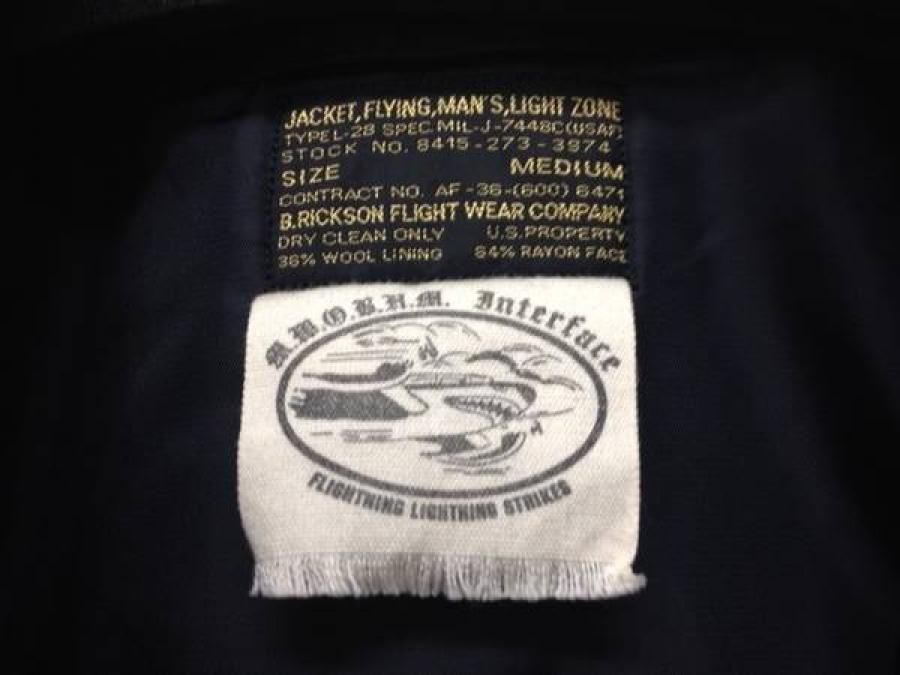 JACKET,FLYING,MAN'S,LIGHT ZONE
TYPE L-2B SPEC.MIL-J-7448C(USAF)
STOCK NO. 8415-273-3974
SIZE MEDIUM
CONTRACT NO. AF-36-(600) 6471
B.RICKSON FLIGHT WEAR COMPANY
DRY CLEAN ONLY U.S.PROPERTY
36% WOOL LINING 64% RAYON FACE
N.W.O.B.H.M. Interface
FLIGHTNING LIGHTNING STRIKES